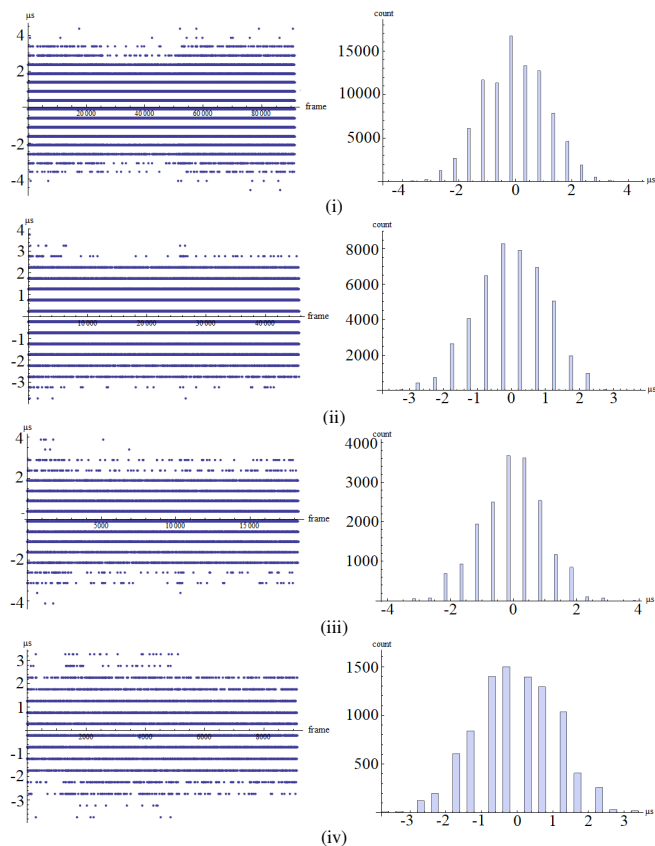 μs
4
2
-2
-4
20 000 40 000 60 000 80 000
frame
count
15000
10000
5000
-4 -2 0 2 4
μs
(i)
μs
4
3
2
1
-1
-2
-3
10 000 20 000 30 000 40 000
frame
count
8000
6000
4000
2000
-3 -2 -1 0 1 2 3
μs
(ii)
μs
4
2
-2
-4
5000 10 000 15 000
frame
count
4000
3000
2000
1000
-4 -2 0 2 4
μs
(iii)
μs
3
2
1
-1
-2
-3
2000 4000 6000 8000
frame
count
1500
1000
500
-3 -2 -1 0 1 2 3
μs
(iv)